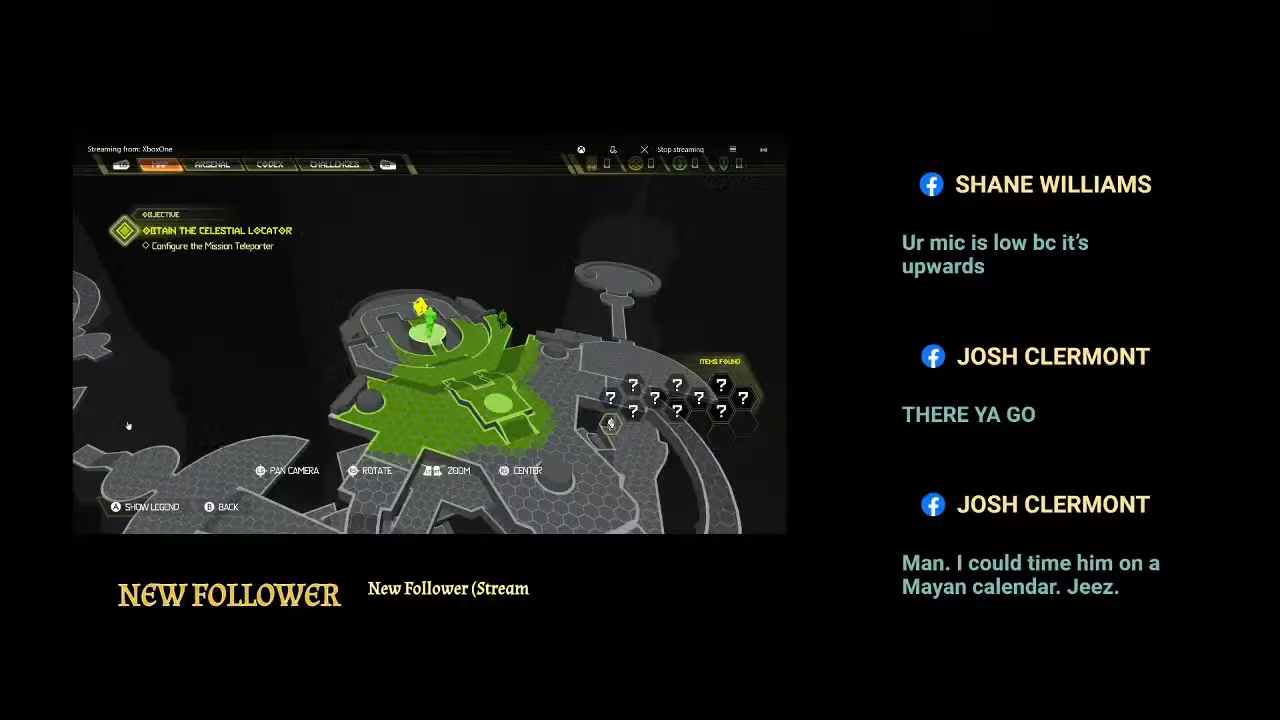 Streaming from: XboxOne
Stop streaming
MAP
ARSENAL
CODEX
CHALLENGES
OBJECTIVE
OBTAIN THE CELESTIAL LOCATOR
Configure the Mission Teleporter
ITEMS FOUND
? ? ?
? ? ? ?
? ? ?
PAN CAMERA
ROTATE
ZOOM
CENTER
A SHOW LEGEND
B BACK
NEW FOLLOWER
New Follower (Stream
SHANE WILLIAMS
Ur mic is low bc it’s
upwards
JOSH CLERMONT
THERE YA GO
JOSH CLERMONT
Man. I could time him on a
Mayan calendar. Jeez.